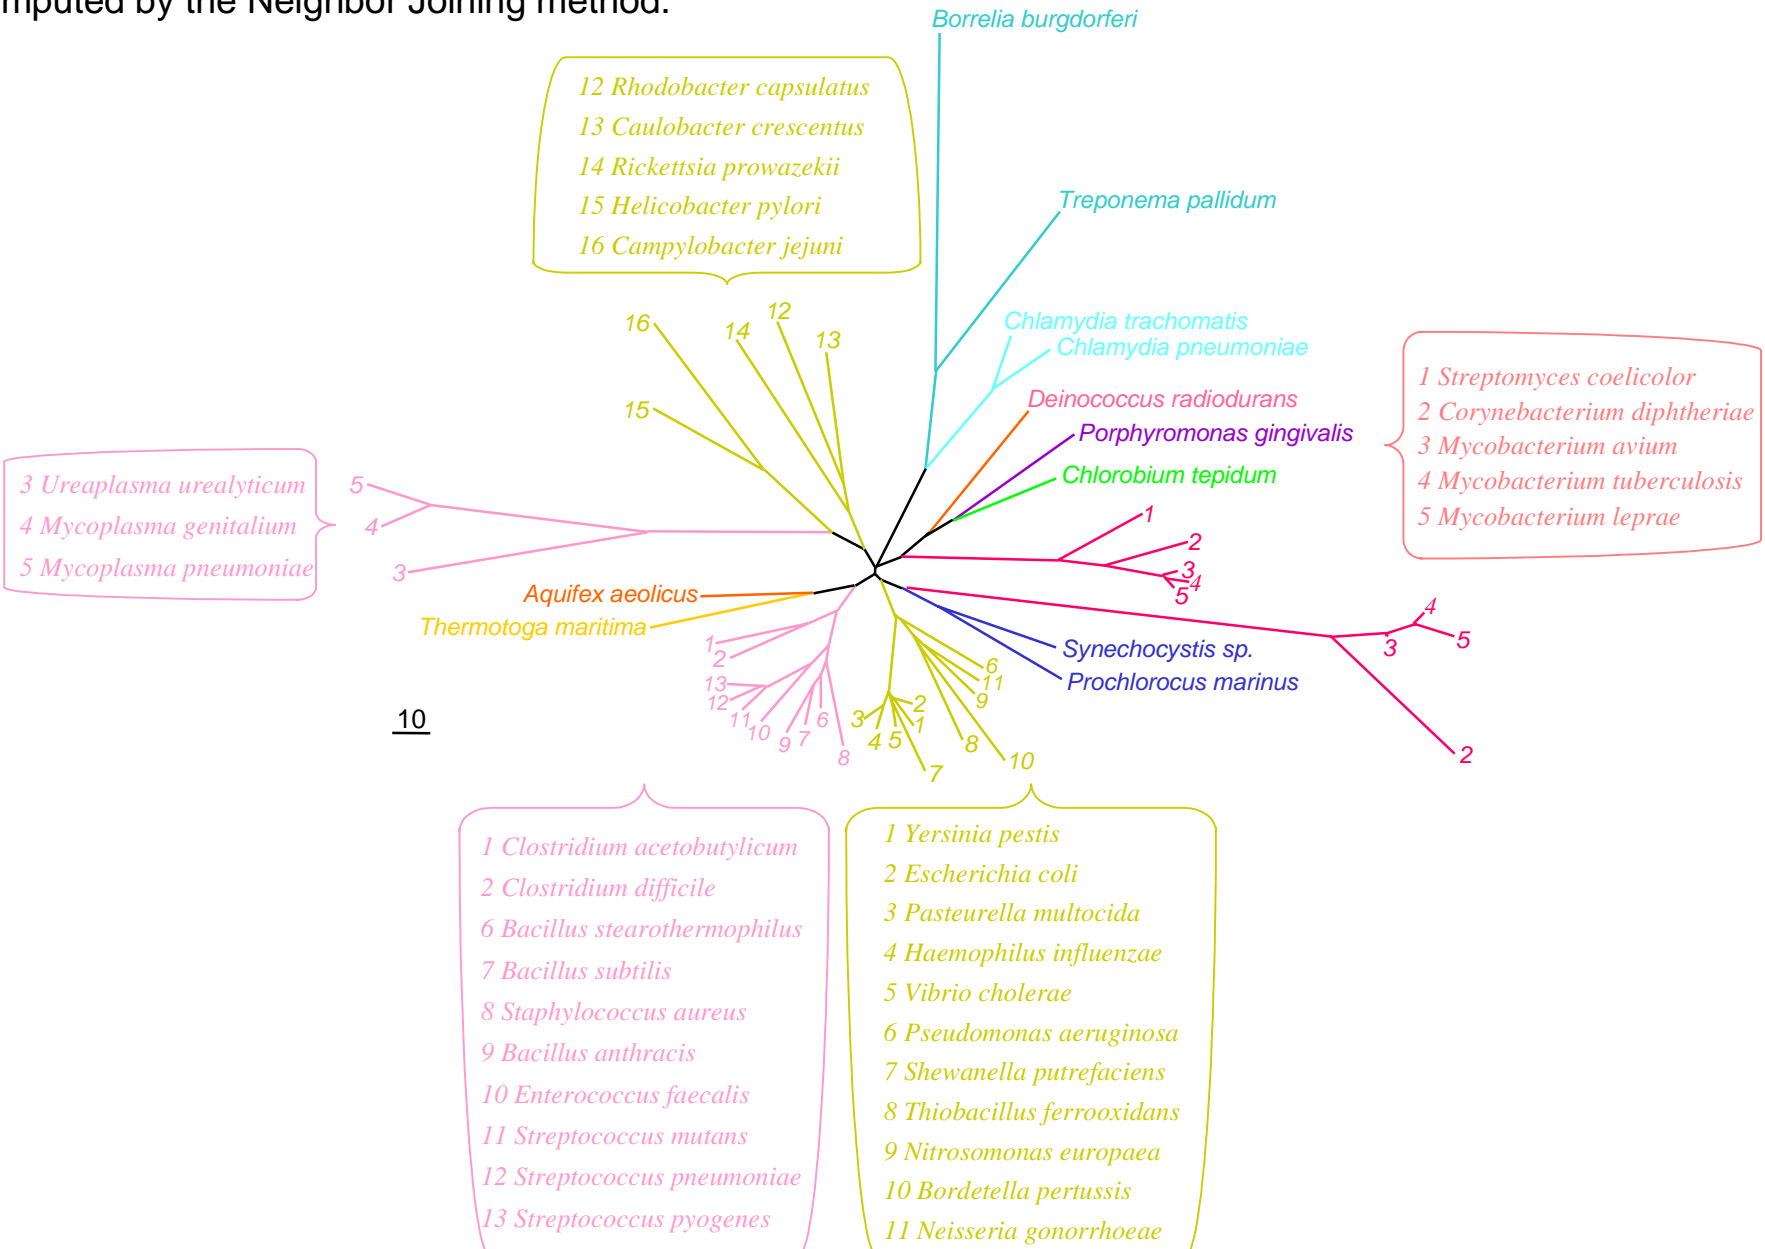 mputed by the Neighbor Joining method.
Borrelia burgdorferi
12 Rhodobacter capsulatus
13 Caulobacter crescentus
14 Rickettsia prowazekii
15 Helicobacter pylori
16 Campylobacter jejuni
Treponema pallidum
16
14
12
13
15
Chlamydia trachomatis
Chlamydia pneumoniae
Deinococcus radiodurans
Porphyromonas gingivalis
Chlorobium tepidum
1 Streptomyces coelicolor
2 Corynebacterium diphtheriae
3 Mycobacterium avium
4 Mycobacterium tuberculosis
5 Mycobacterium leprae
3 Ureaplasma urealyticum
4 Mycoplasma genitalium
5 Mycoplasma pneumoniae
5
4
3
1
2
3
4
5
Aquifex aeolicus
Thermotoga maritima
4
5
3
2
Synechocystis sp.
Prochlorocus marinus
1
2
13
12
11
10
9
7
6
8
3
4
5
2
1
7
6
11
9
8
10
10
1 Clostridium acetobutylicum
2 Clostridium difficile
6 Bacillus stearothermophilus
7 Bacillus subtilis
8 Staphylococcus aureus
9 Bacillus anthracis
10 Enterococcus faecalis
11 Streptococcus mutans
12 Streptococcus pneumoniae
13 Streptococcus pyogenes
1 Yersinia pestis
2 Escherichia coli
3 Pasteurella multocida
4 Haemophilus influenzae
5 Vibrio cholerae
6 Pseudomonas aeruginosa
7 Shewanella putrefaciens
8 Thiobacillus ferrooxidans
9 Nitrosomonas europaea
10 Bordetella pertussis
11 Neisseria gonorrhoeae